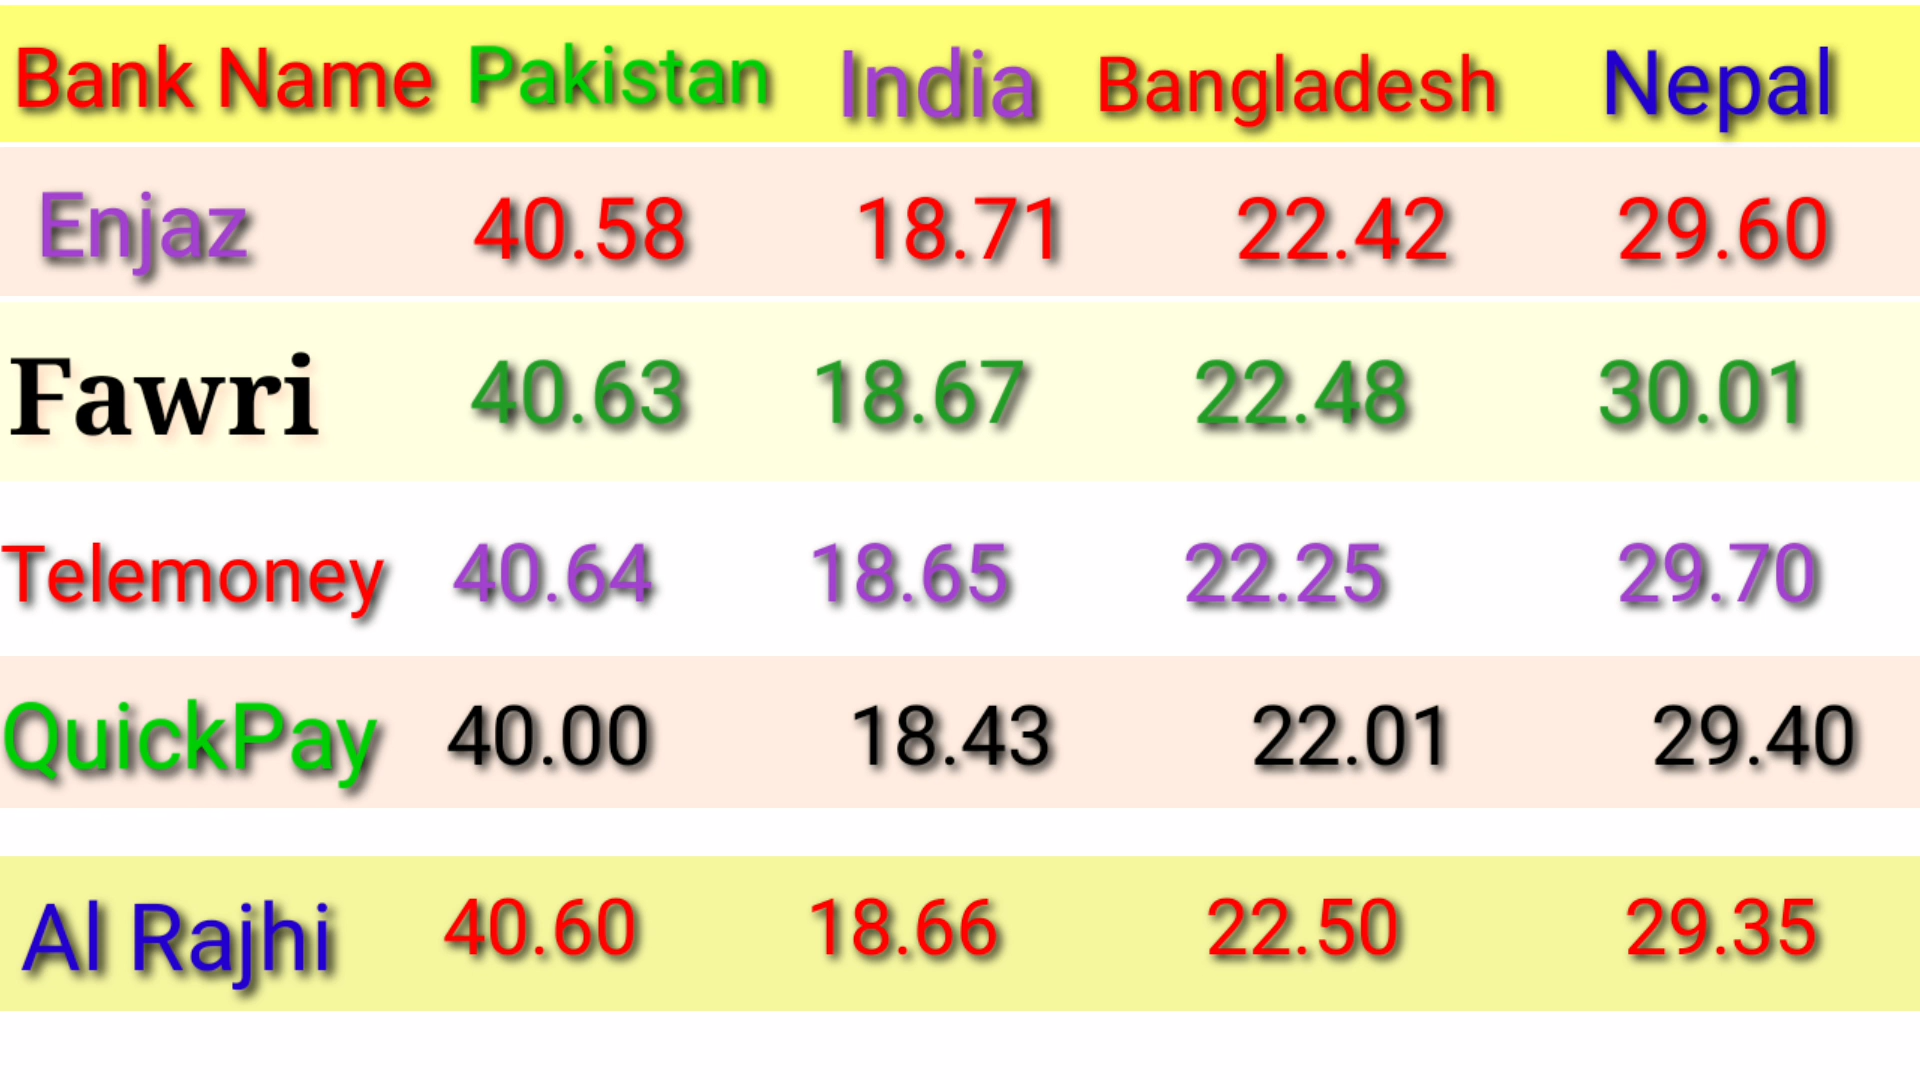 Bank Name Pakistan India Bangladesh Nepal
Enjaz 40.58 18.71 22.42 29.60
Fawri 40.63 18.67 22.48 30.01
Telemoney 40.64 18.65 22.25 29.70
QuickPay 40.00 18.43 22.01 29.40
Al Rajhi 40.60 18.66 22.50 29.35